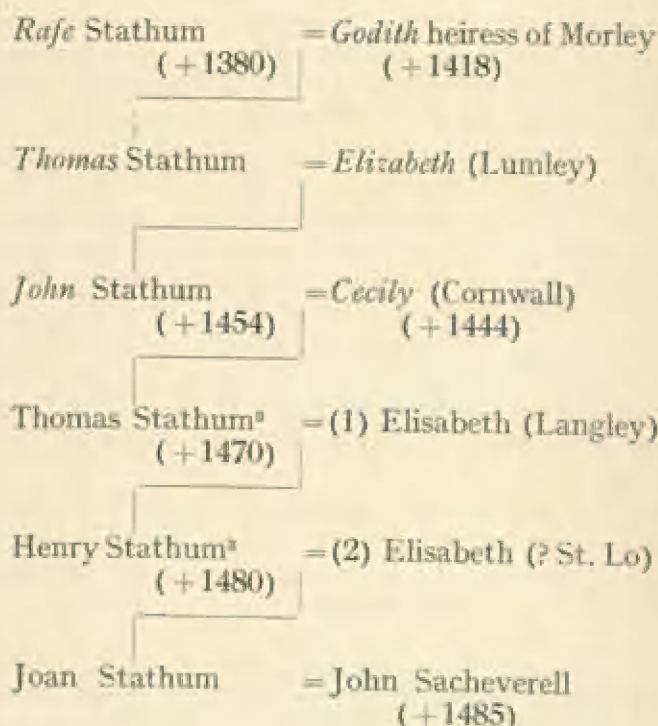 Rafe Stathum = Godith heiress of Morley
(+1380) (+1418)
Thomas Stathum = Elizabeth (Lumley)
John Stathum = Cecily (Cornwall)
(+1454) (+1444)
Thomas Stathum² = (1) Elisabeth (Langley)
(+1470)
Henry Stathum³ = (2) Elisabeth (? St. Lo)
(+1480)
Joan Stathum = John Sacheverell
(+1485)